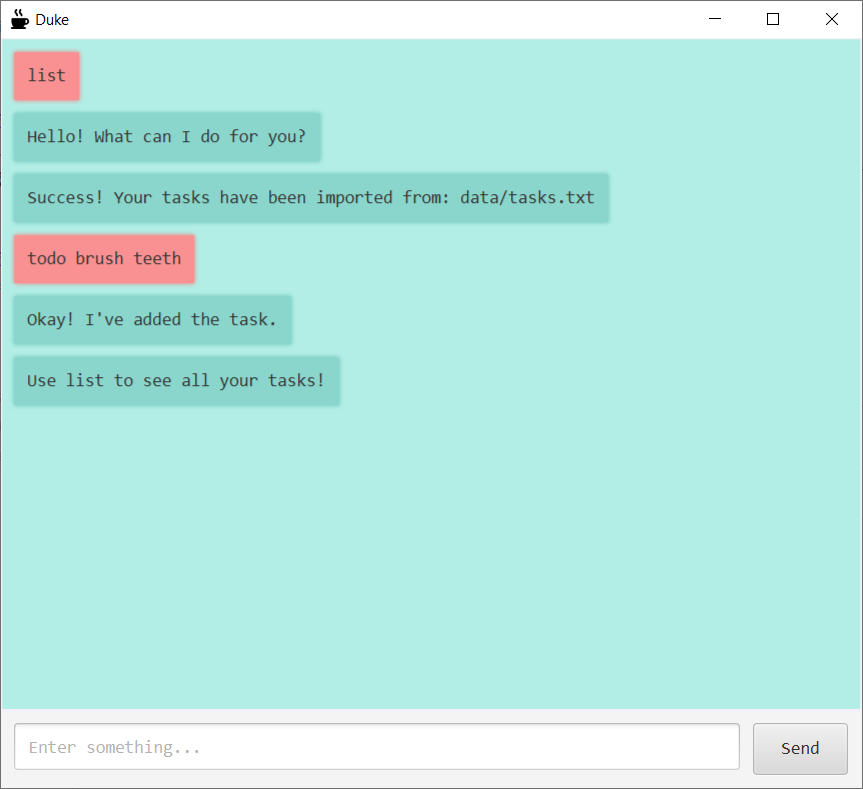 Duke
list
Hello! What can I do for you?
Success! Your tasks have been imported from: data/tasks.txt
todo brush teeth
Okay! I've added the task.
Use list to see all your tasks!
Enter something...
Send